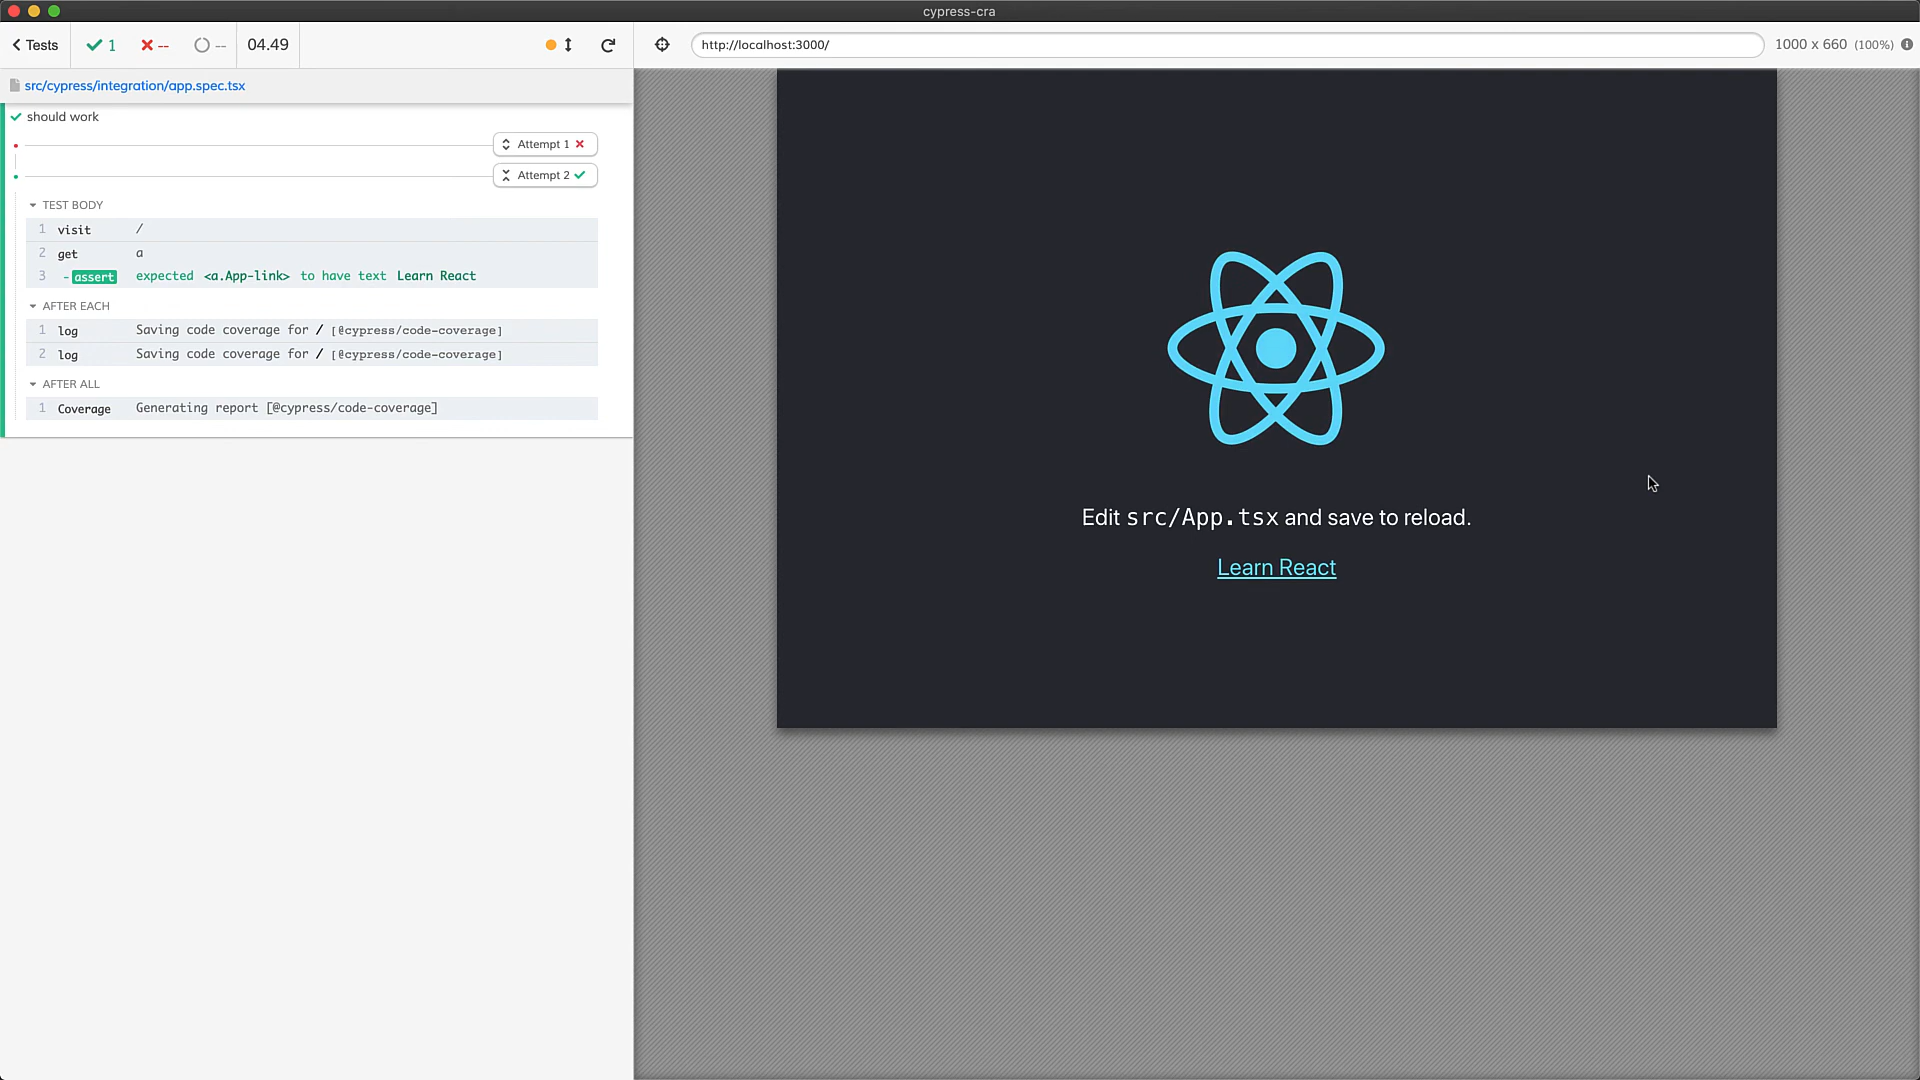 cypress-cra
Tests
1
--
--
04.49
http://localhost:3000/
1000 x 660 (100%)
src/cypress/integration/app.spec.tsx
should work
Attempt 1
Attempt 2
TEST BODY
1 visit /
2 get a
3 -assert expected <a.App-link> to have text Learn React
AFTER EACH
1 log Saving code coverage for / [@cypress/code-coverage]
2 log Saving code coverage for / [@cypress/code-coverage]
AFTER ALL
1 Coverage Generating report [@cypress/code-coverage]
Edit src/App.tsx and save to reload.
Learn React